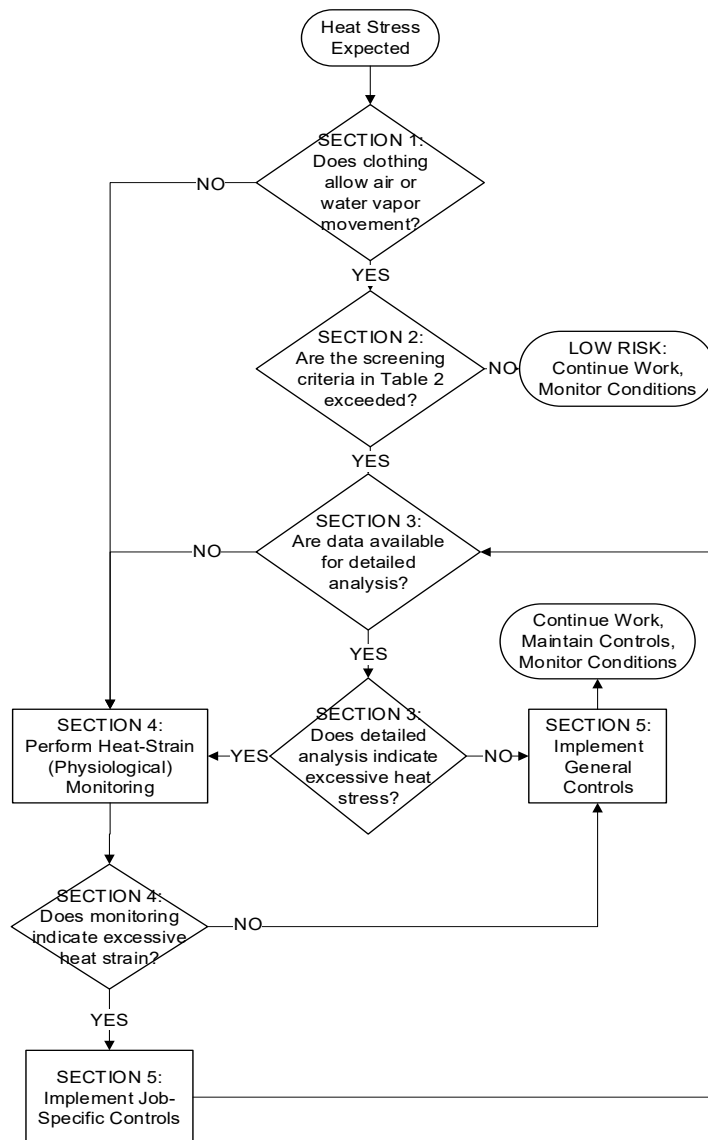 Heat Stress
Expected
SECTION 1:
Does clothing
allow air or
water vapor
movement?
NO
YES
SECTION 2:
Are the screening
criteria in Table 2
exceeded?
NO
LOW RISK:
Continue Work,
Monitor Conditions
YES
SECTION 3:
Are data available
for detailed
analysis?
NO
YES
Continue Work,
Maintain Controls,
Monitor Conditions
SECTION 4:
Perform Heat-Strain
(Physiological)
Monitoring
YES
SECTION 3:
Does detailed
analysis indicate
excessive heat
stress?
NO
SECTION 5:
Implement
General
Controls
SECTION 4:
Does monitoring
indicate excessive
heat strain?
NO
YES
SECTION 5:
Implement Job-
Specific Controls